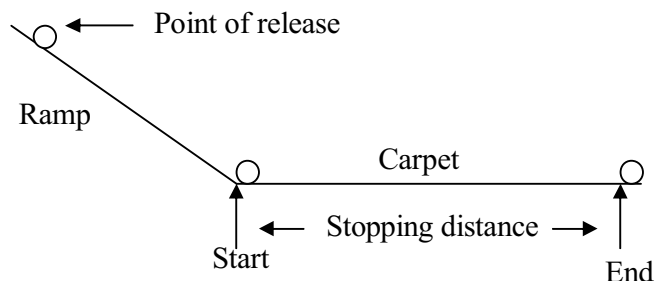 Point of release
Ramp
Carpet
Stopping distance
Start
End